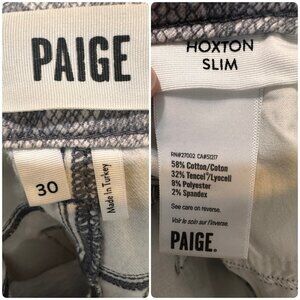 PAIGE
30
Made in Turkey
HOXTON
SLIM
RN#27002 CA#51217
58% Cotton/Coton
32% Tencel®/Lyocell
8% Polyester
2% Spandex
See care on reverse.
Voir le soin sur l'inverse.
PAIGE.